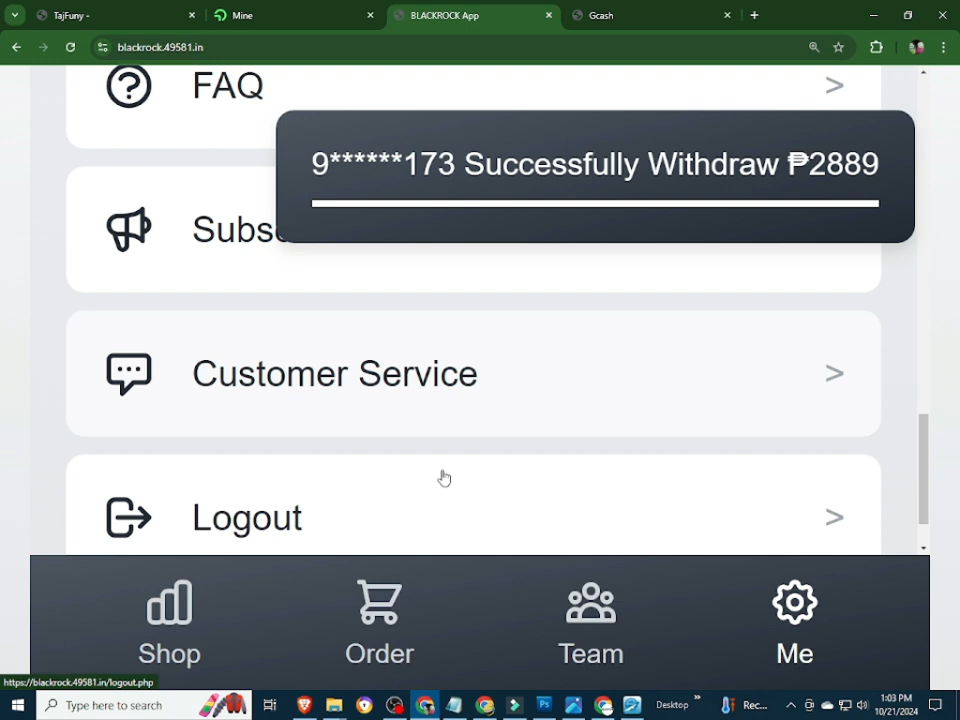 TajFuny -
Mine
BLACKROCK App
Gcash
blackrock.49581.in
FAQ
9******173 Successfully Withdraw ₱2889
Customer Service
Logout
Shop
Order
Team
Me
https://blackrock.49581.in/logout.php
Type here to search
Desktop
Rec...
1:03 PM
10/21/2024